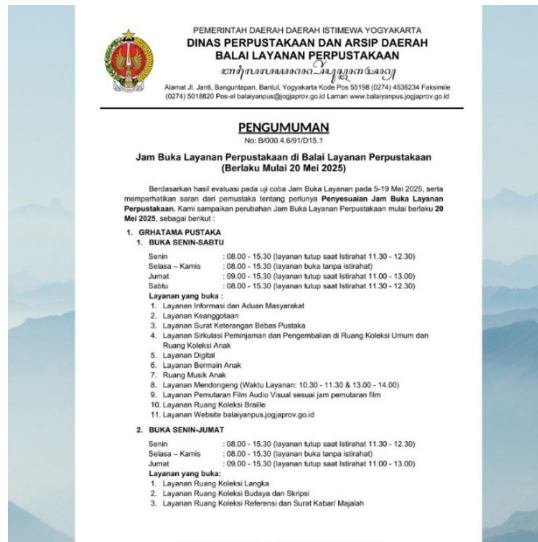 PEMERINTAH DAERAH DAERAH ISTIMEWA YOGYAKARTA
DINAS PERPUSTAKAAN DAN ARSIP DAERAH
BALAI LAYANAN PERPUSTAKAAN
Alamat Jl. Janti, Banguntapan, Bantul, Yogyakarta Kode Pos 55198 (0274) 4536234 Faksimile
(0274) 5018820 Pos-el balaiyanpus@jogjaprov.go.id Laman www.balaiyanpus.jogjaprov.go.id
PENGUMUMAN
No: B/000.4.6/91/D15.1
Jam Buka Layanan Perpustakaan di Balai Layanan Perpustakaan
(Berlaku Mulai 20 Mei 2025)
Berdasarkan hasil evaluasi pada uji coba Jam Buka Layanan pada 5-19 Mei 2025, serta
memperhatikan saran dari pemustaka tentang perlunya Penyesuaian Jam Buka Layanan
Perpustakaan. Kami sampaikan perubahan Jam Buka Layanan Perpustakaan mulai berlaku 20
Mei 2025, sebagai berikut :
1. GRHATAMA PUSTAKA
1. BUKA SENIN-SABTU
Senin : 08.00 - 15.30 (layanan tutup saat Istirahat 11.30 - 12.30)
Selasa – Kamis : 08.00 - 15.30 (layanan buka tanpa istirahat)
Jumat : 09.00 - 15.30 (layanan tutup saat Istirahat 11.00 - 13.00)
Sabtu : 08.00 - 15.30 (layanan tutup saat Istirahat 11.30 - 12.30)
Layanan yang buka :
1. Layanan Informasi dan Aduan Masyarakat
2. Layanan Keanggotaan
3. Layanan Surat Keterangan Bebas Pustaka
4. Layanan Sirkulasi Peminjaman dan Pengembalian di Ruang Koleksi Umum dan
Ruang Koleksi Anak
5. Layanan Digital
6. Layanan Bermain Anak
7. Ruang Musik Anak
8. Layanan Mendongeng (Waktu Layanan: 10.30 - 11.30 & 13.00 - 14.00)
9. Layanan Pemutaran Film Audio Visual sesuai jam pemutaran film
10. Layanan Ruang Koleksi Braille
11. Layanan Website balaiyanpus.jogjaprov.go.id
2. BUKA SENIN-JUMAT
Senin : 08.00 - 15.30 (layanan tutup saat Istirahat 11.30 - 12.30)
Selasa – Kamis : 08.00 - 15.30 (layanan buka tanpa istirahat)
Jumat : 09.00 - 15.30 (layanan tutup saat Istirahat 11.00 - 13.00)
Layanan yang buka:
1. Layanan Ruang Koleksi Langka
2. Layanan Ruang Koleksi Budaya dan Skripsi
3. Layanan Ruang Koleksi Referensi dan Surat Kabar/ Majalah